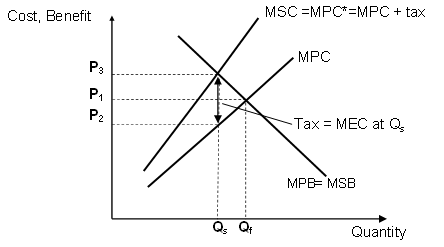 Cost, Benefit
MSC =MPC*=MPC + tax
MPC
P3
P1
P2
Tax = MEC at Qs
MPB= MSB
Qs Qf
Quantity